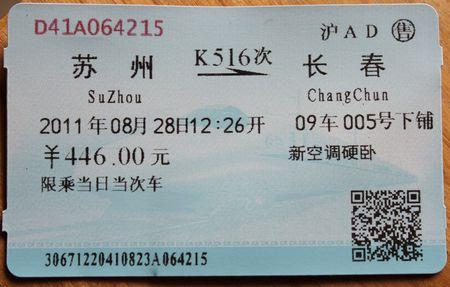 D41A064215 沪AD 售
苏州 K516次 长春
SuZhou ChangChun
2011年08月28日12:26开 09车005号下铺
￥446.00元 新空调硬卧
限乘当日当次车
30671220410823A064215